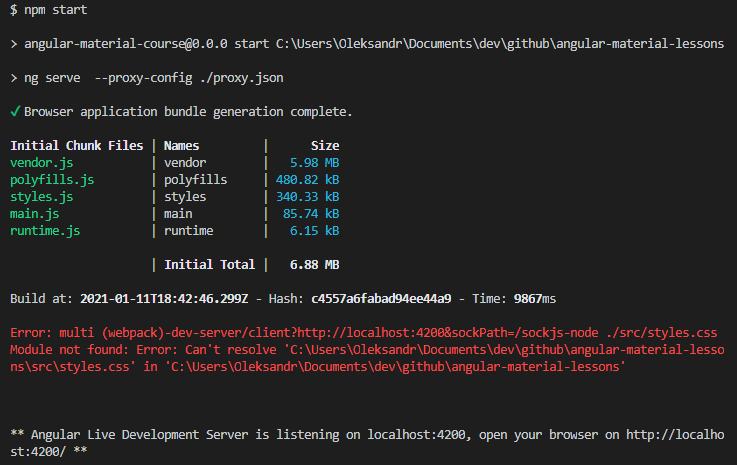 $ npm start
> angular-material-course@0.0.0 start C:\Users\Oleksandr\Documents\dev\github\angular-material-lessons
> ng serve  --proxy-config ./proxy.json
✓ Browser application bundle generation complete.
Initial Chunk Files | Names         |      Size
vendor.js           | vendor        |   5.98 MB
polyfills.js        | polyfills     | 480.82 kB
styles.js           | styles        | 340.33 kB
main.js             | main          |  85.74 kB
runtime.js          | runtime       |   6.15 kB
                    | Initial Total |   6.88 MB
Build at: 2021-01-11T18:42:46.299Z - Hash: c4557a6fabad94ee44a9 - Time: 9867ms
Error: multi (webpack)-dev-server/client?http://localhost:4200&sockPath=/sockjs-node ./src/styles.css
Module not found: Error: Can't resolve 'C:\Users\Oleksandr\Documents\dev\github\angular-material-lesso
ns\src\styles.css' in 'C:\Users\Oleksandr\Documents\dev\github\angular-material-lessons'
** Angular Live Development Server is listening on localhost:4200, open your browser on http://localho
st:4200/ **